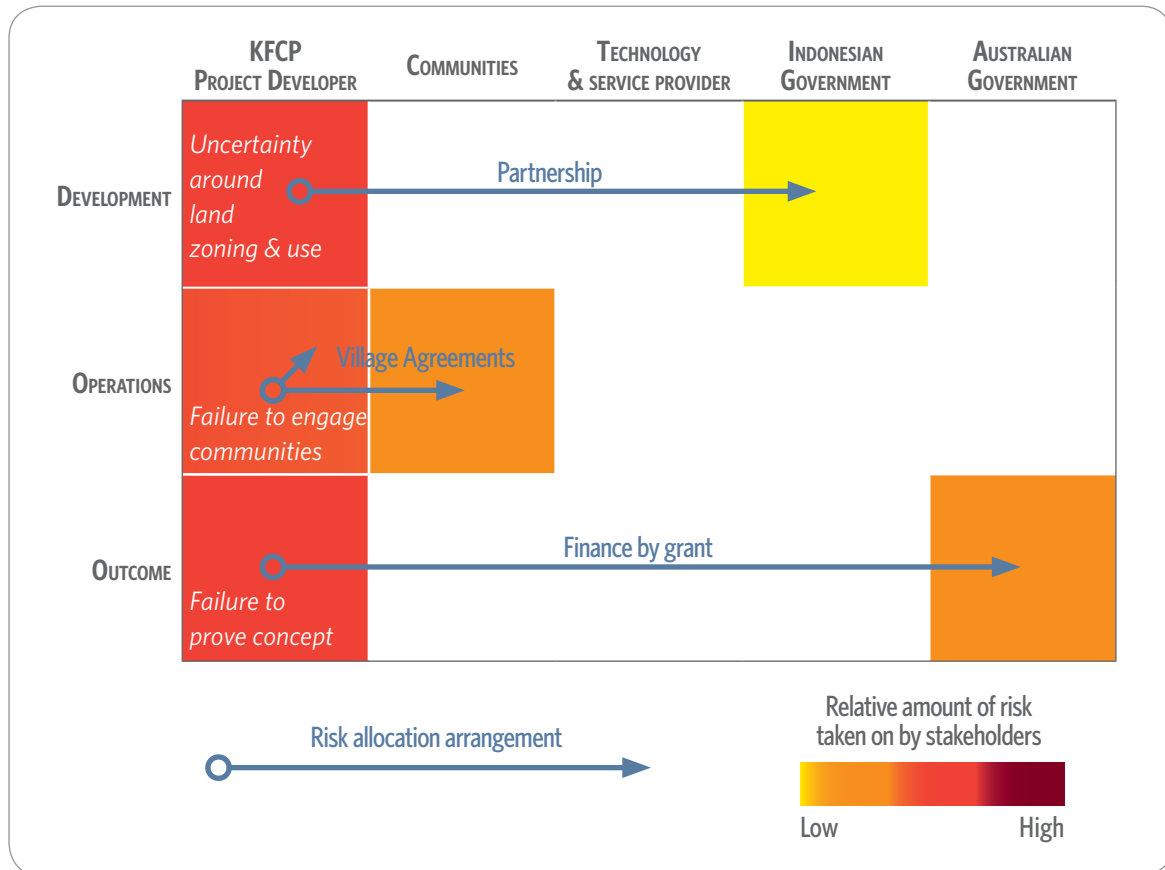 KFCP
PROJECT DEVELOPER
COMMUNITIES
TECHNOLOGY
& SERVICE PROVIDER
INDONESIAN
GOVERNMENT
AUSTRALIAN
GOVERNMENT
DEVELOPMENT
Uncertainty
around
land
zoning & use
Partnership
OPERATIONS
Village Agreements
Failure to engage
communities
OUTCOME
Finance by grant
Failure to
prove concept
Risk allocation arrangement
Relative amount of risk
taken on by stakeholders
Low High